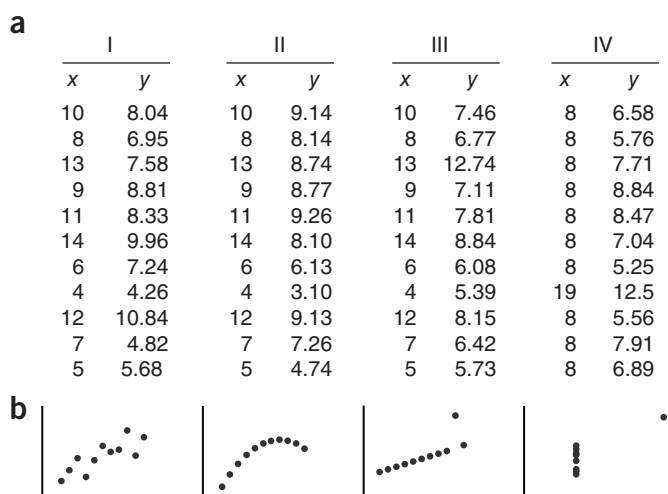 a
I II III IV
x y x y x y x y
10 8.04 10 9.14 10 7.46 8 6.58
8 6.95 8 8.14 8 6.77 8 5.76
13 7.58 13 8.74 13 12.74 8 7.71
9 8.81 9 8.77 9 7.11 8 8.84
11 8.33 11 9.26 11 7.81 8 8.47
14 9.96 14 8.10 14 8.84 8 7.04
6 7.24 6 6.13 6 6.08 8 5.25
4 4.26 4 3.10 4 5.39 19 12.5
12 10.84 12 9.13 12 8.15 8 5.56
7 4.82 7 7.26 7 6.42 8 7.91
5 5.68 5 4.74 5 5.73 8 6.89
b